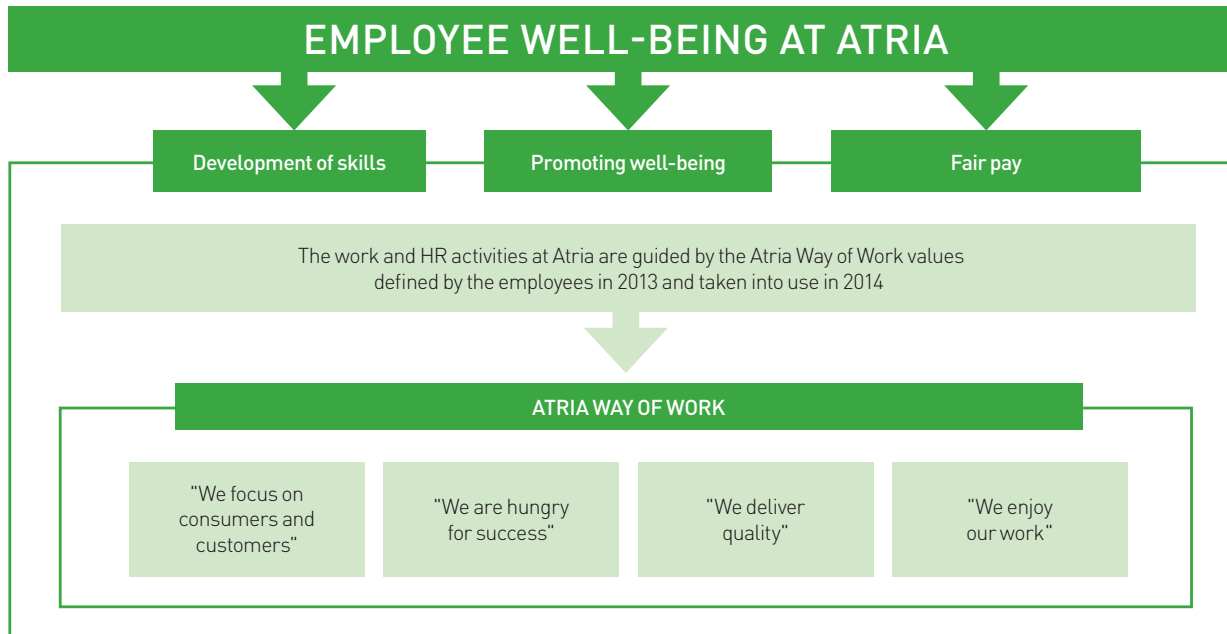 EMPLOYEE WELL-BEING AT ATRIA
Development of skills
Promoting well-being
Fair pay
The work and HR activities at Atria are guided by the Atria Way of Work values
defined by the employees in 2013 and taken into use in 2014
ATRIA WAY OF WORK
"We focus on
consumers and
customers"
"We are hungry
for success"
"We deliver
quality"
"We enjoy
our work"